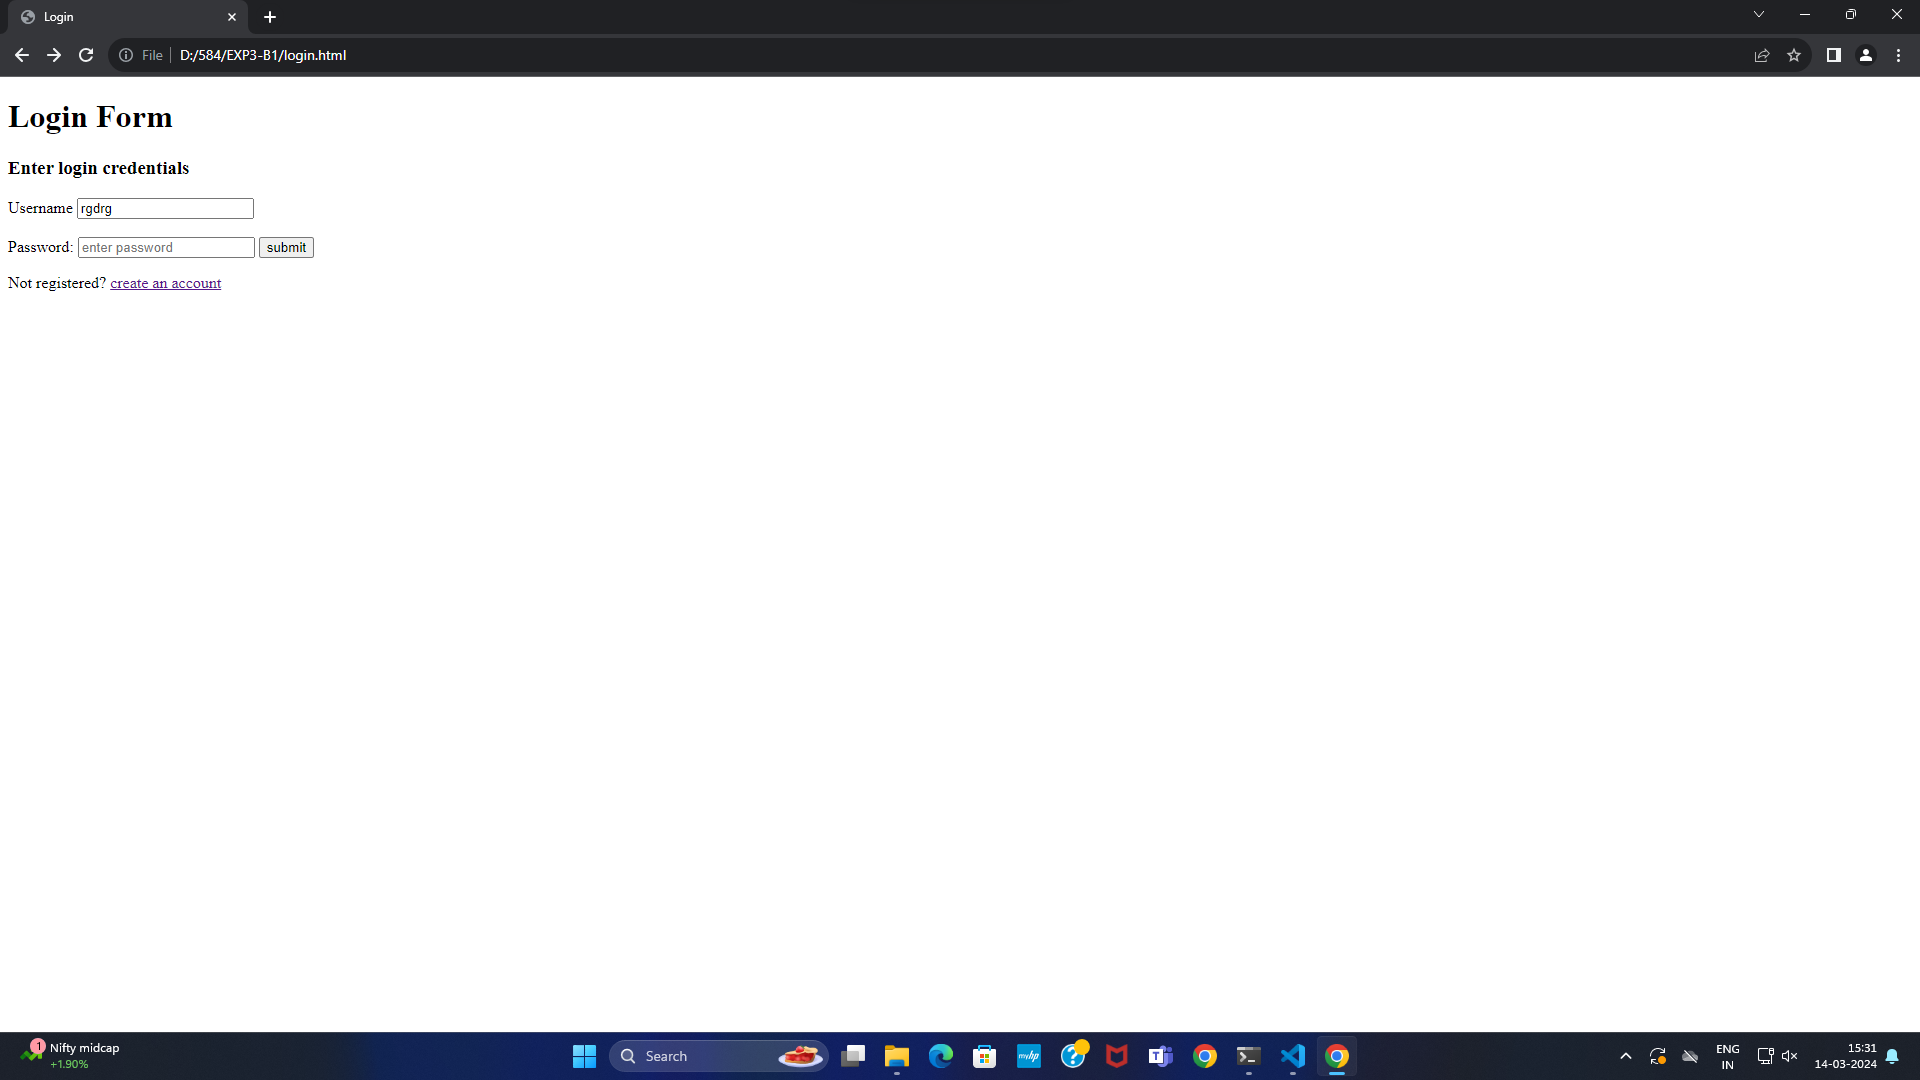 Login
File D:/584/EXP3-B1/login.html
Login Form
Enter login credentials
Username rgdrg
Password: enter password submit
Not registered? create an account
1 Nifty midcap
+1.90%
Search
myhp
T
ENG
IN
15:31
14-03-2024